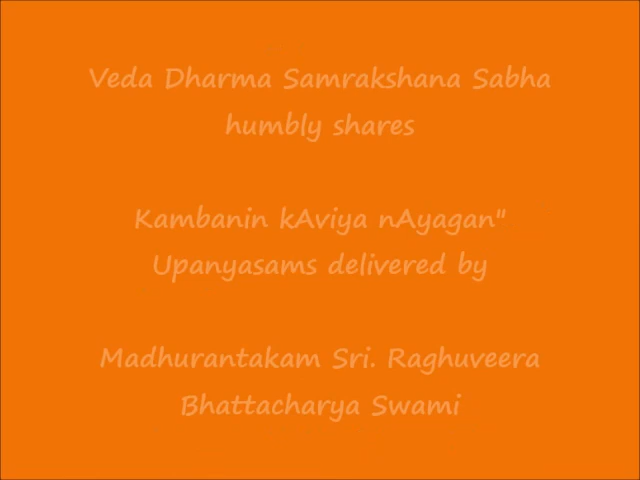 Veda Dharma Samrakshana Sabha
humbly shares
Kambanin kAviya nAyagan"
Upanyasams delivered by
Madhurantakam Sri. Raghuveera
Bhattacharya Swami